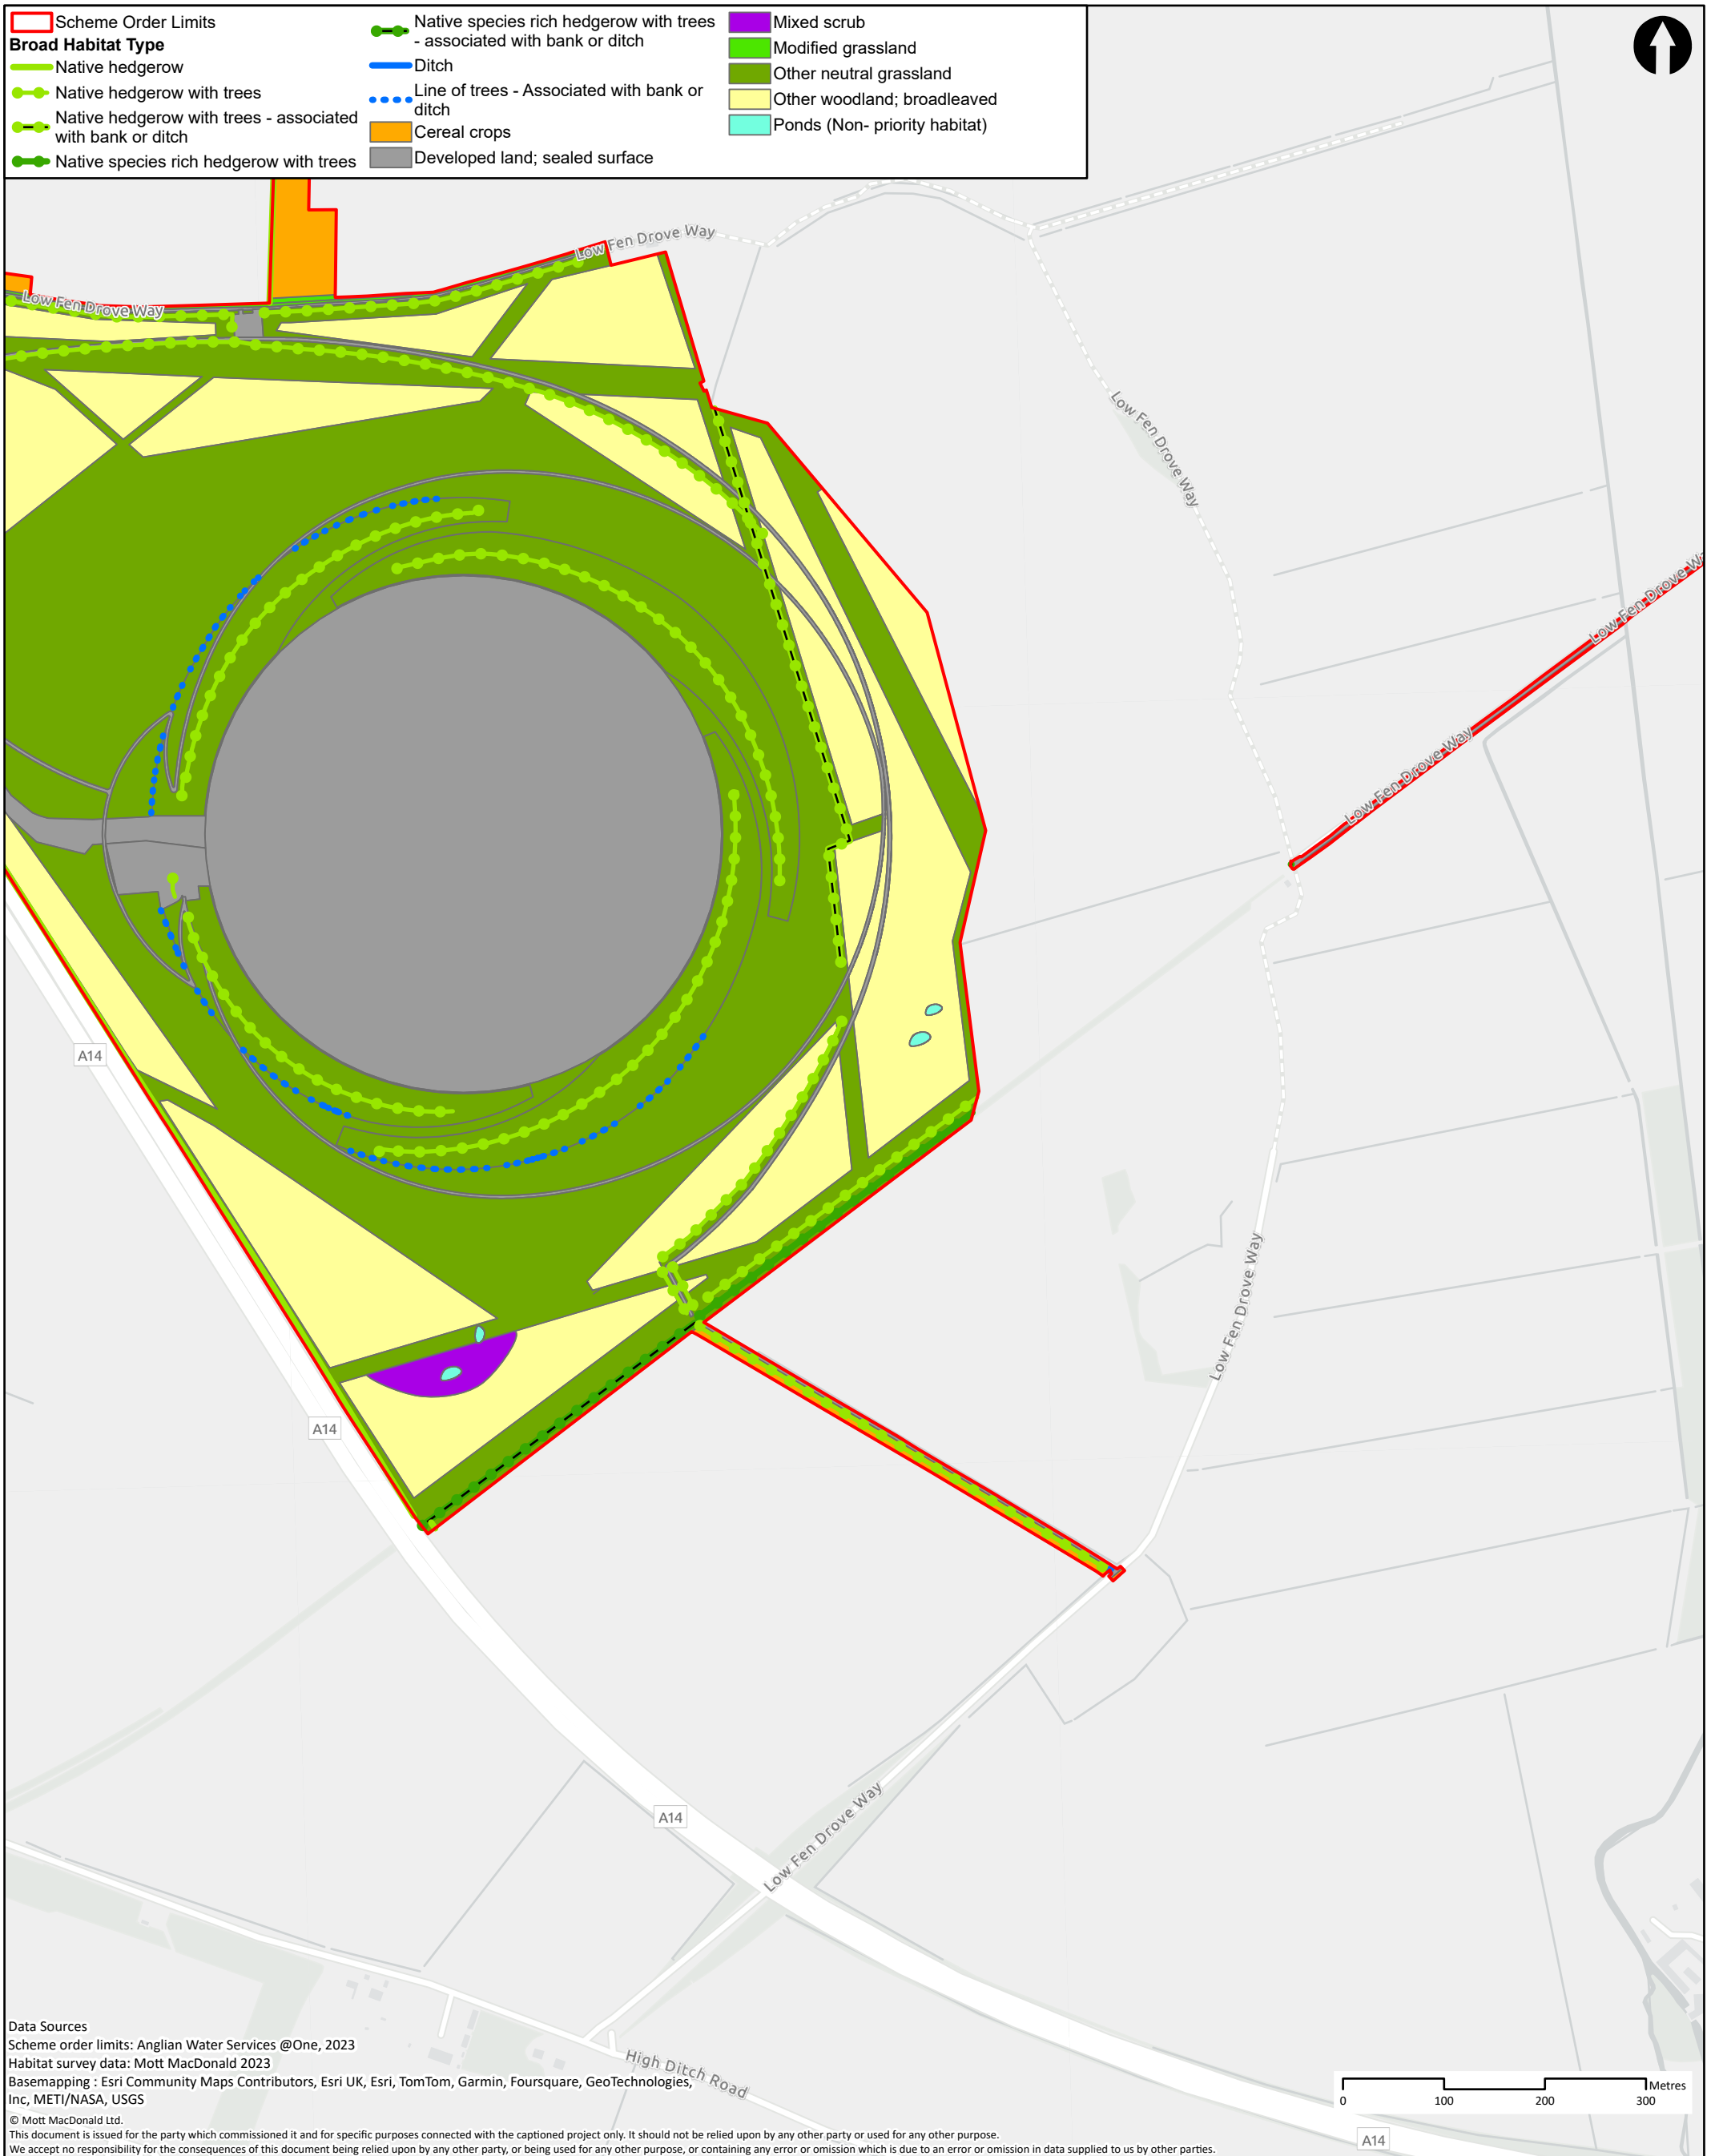 Scheme Order Limits
Broad Habitat Type
Native hedgerow
Native hedgerow with trees
Native hedgerow with trees - associated
with bank or ditch
Native species rich hedgerow with trees
Native species rich hedgerow with trees
- associated with bank or ditch
Ditch
Line of trees - Associated with bank or
ditch
Cereal crops
Developed land; sealed surface
Mixed scrub
Modified grassland
Other neutral grassland
Other woodland; broadleaved
Ponds (Non- priority habitat)
Low Fen Drove Way
Low Fen Drove Way
Low Fen Drove Way
Low Fen Drove Wa
Low Fen Drove Way
A14
Low Fen Drove Way
A14
A14
Low Fen Drove Way
High Ditch Road
A14
Data Sources
Scheme order limits: Anglian Water Services @One, 2023
Habitat survey data: Mott MacDonald 2023
Basemapping : Esri Community Maps Contributors, Esri UK, Esri, TomTom, Garmin, Foursquare, GeoTechnologies,
Inc, METI/NASA, USGS
© Mott MacDonald Ltd.
This document is issued for the party which commissioned it and for specific purposes connected with the captioned project only. It should not be relied upon by any other party or used for any other purpose.
We accept no responsibility for the consequences of this document being relied upon by any other party, or being used for any other purpose, or containing any error or omission which is due to an error or omission in data supplied to us by other parties.
Metres
0 100 200 300